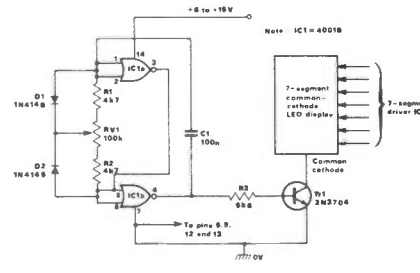 +6 to +15V
Note · IC1 = 4001B
14
1
2
IC1a
3
D1
1N4148
R1
4k7
RV1
100k
C1
100n
7-segment
common-
cathode
LED display
7-segment
driver IC
D2
1N4148
R2
4k7
5
6
IC1b
4
7
R3
5k6
Common
cathode
Tr1
2N3704
To pins 8.9.
12 and 13
0V